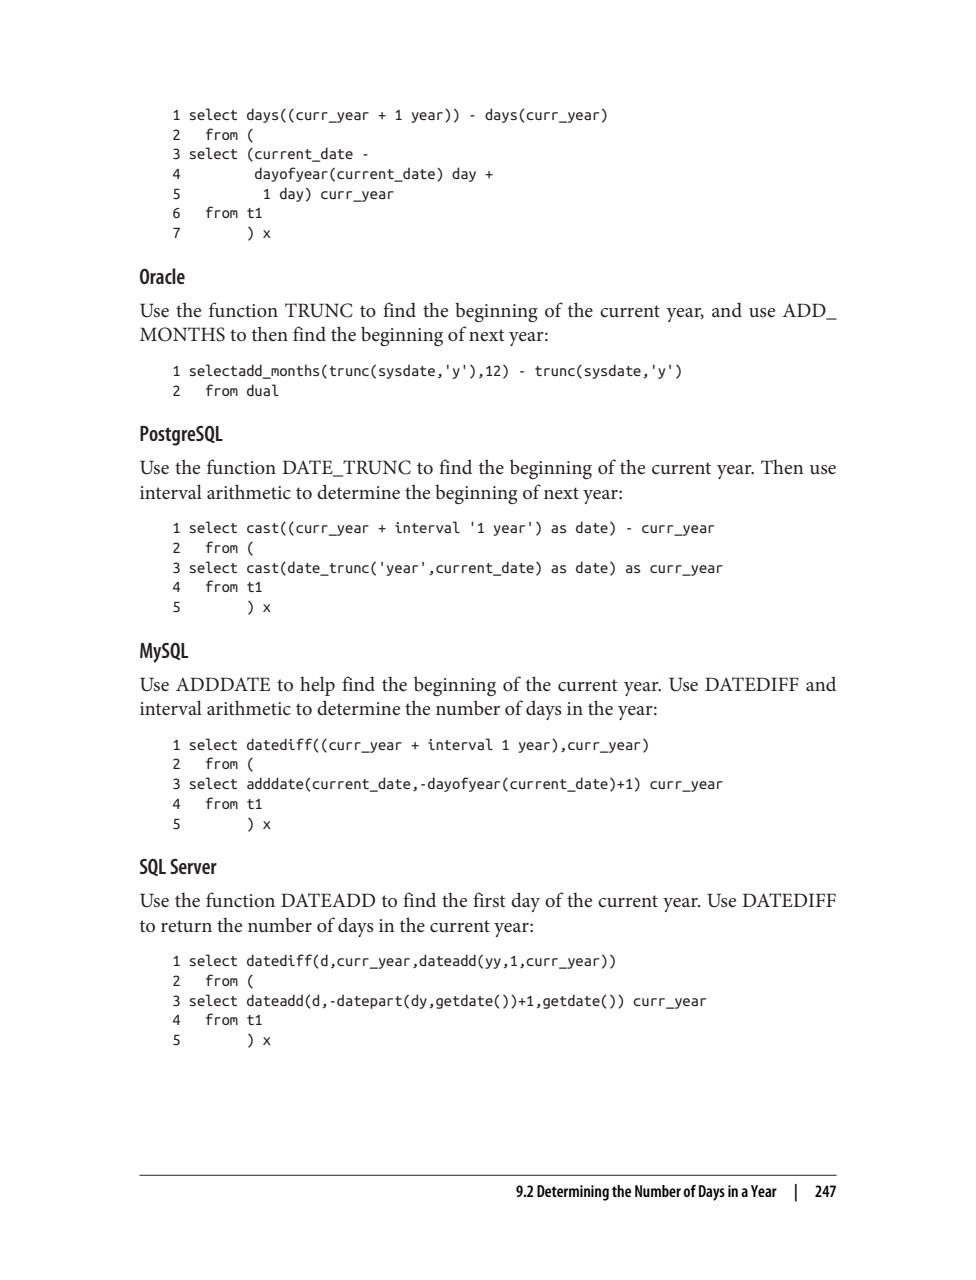 1 select days((curr_year + 1 year)) - days(curr_year)
2   from (
3 select (current_date -
4         dayofyear(current_date) day +
5          1 day) curr_year
6   from t1
7        ) x
Oracle
Use the function TRUNC to find the beginning of the current year, and use ADD_
MONTHS to then find the beginning of next year:
1 selectadd_months(trunc(sysdate,'y'),12) - trunc(sysdate,'y')
2   from dual
PostgreSQL
Use the function DATE_TRUNC to find the beginning of the current year. Then use
interval arithmetic to determine the beginning of next year:
1 select cast((curr_year + interval '1 year') as date) - curr_year
2   from (
3 select cast(date_trunc('year',current_date) as date) as curr_year
4   from t1
5        ) x
MySQL
Use ADDDATE to help find the beginning of the current year. Use DATEDIFF and
interval arithmetic to determine the number of days in the year:
1 select datediff((curr_year + interval 1 year),curr_year)
2   from (
3 select adddate(current_date,-dayofyear(current_date)+1) curr_year
4   from t1
5        ) x
SQL Server
Use the function DATEADD to find the first day of the current year. Use DATEDIFF
to return the number of days in the current year:
1 select datediff(d,curr_year,dateadd(yy,1,curr_year))
2   from (
3 select dateadd(d,-datepart(dy,getdate())+1,getdate()) curr_year
4   from t1
5        ) x
9.2 Determining the Number of Days in a Year | 247